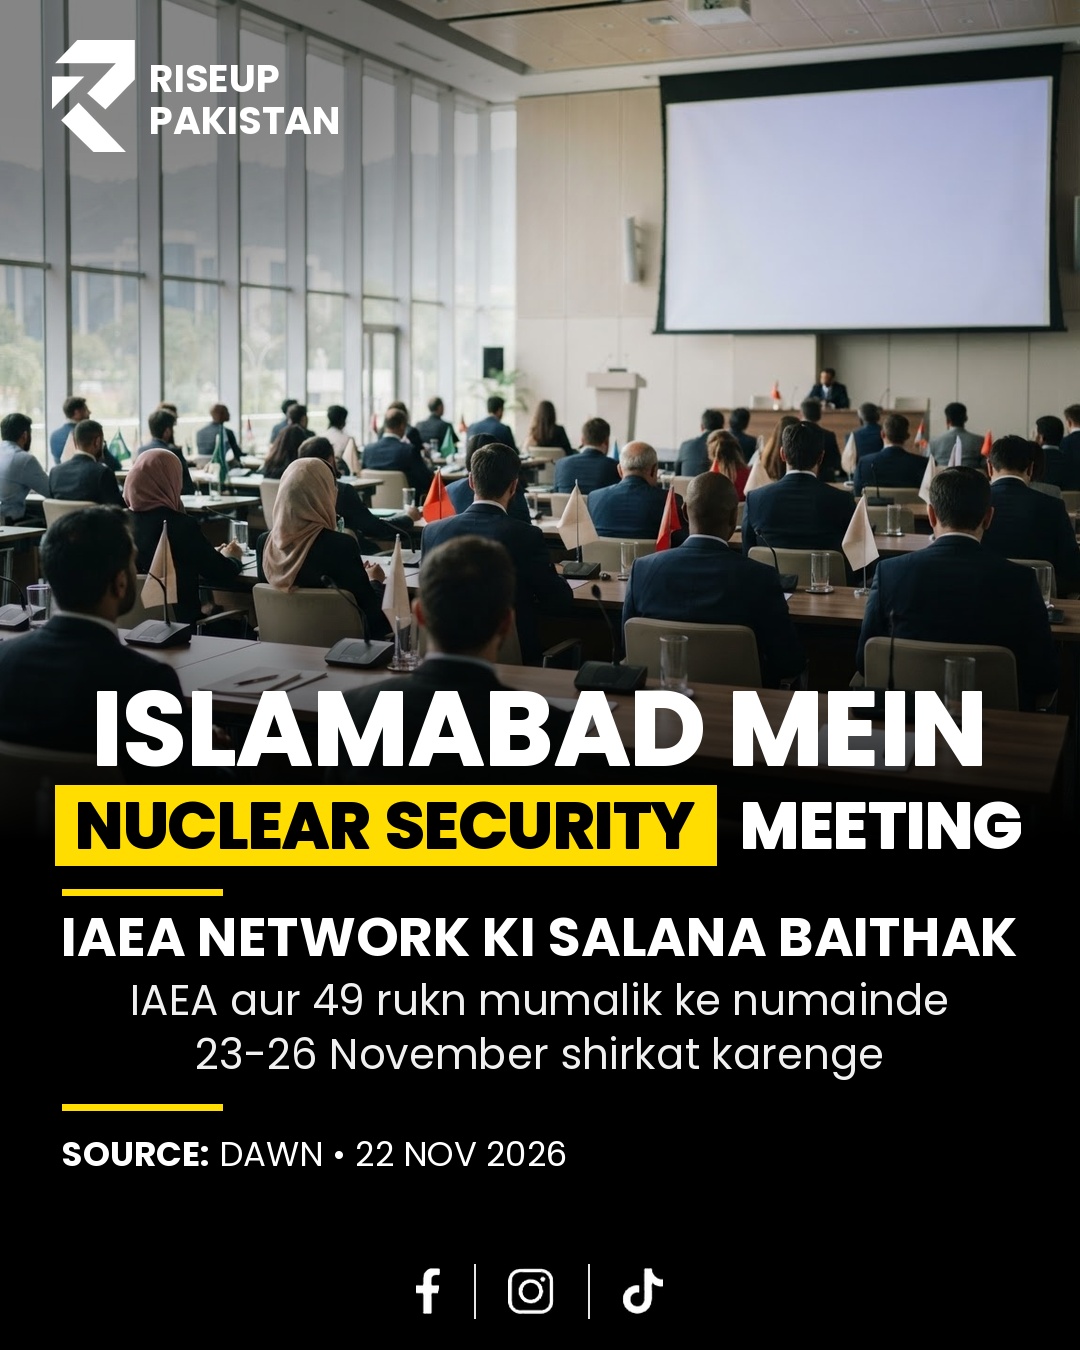 RISEUP
PAKISTAN
ISLAMABAD MEIN
NUCLEAR SECURITY MEETING
IAEA NETWORK KI SALANA BAITHAK
IAEA aur 49 rukn mumalik ke numainde
23-26 November shirkat karenge
SOURCE: DAWN • 22 NOV 2026